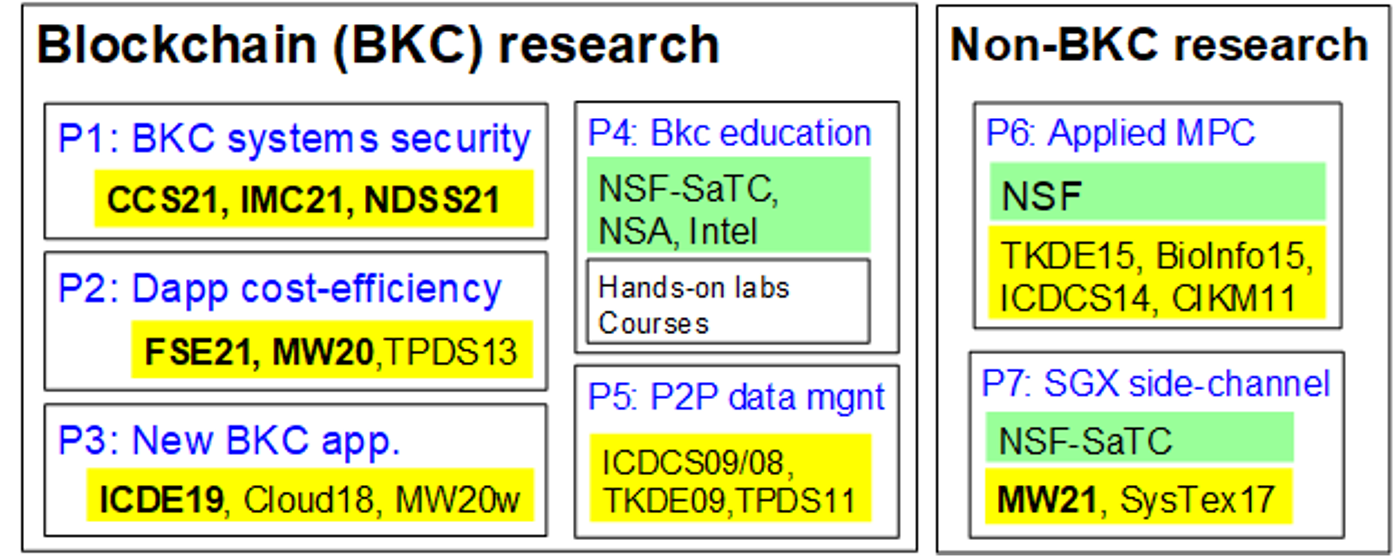 Blockchain (BKC) research
P1: BKC systems security
CCS21, IMC21, NDSS21
P2: Dapp cost-efficiency
FSE21, MW20,TPDS13
P3: New BKC app.
ICDE19, Cloud18, MW20w
P4: Bkc education
NSF-SaTC,
NSA, Intel
Hands-on labs
Courses
P5: P2P data mgnt
ICDCS09/08,
TKDE09,TPDS11
Non-BKC research
P6: Applied MPC
NSF
TKDE15, BioInfo15,
ICDCS14, CIKM11
P7: SGX side-channel
NSF-SaTC
MW21, SysTex17